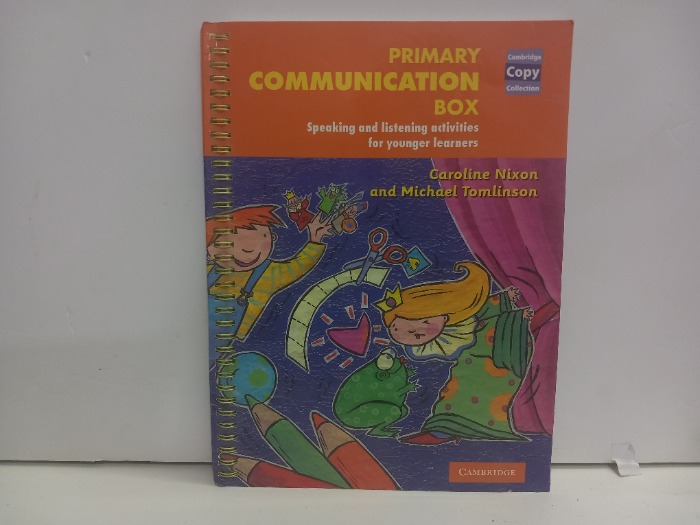 PRIMARY
COMMUNICATION
BOX
Speaking and listening activities
for younger learners
Cambridge
Copy
Collection
Caroline Nixon
and Michael Tomlinson
CAMBRIDGE